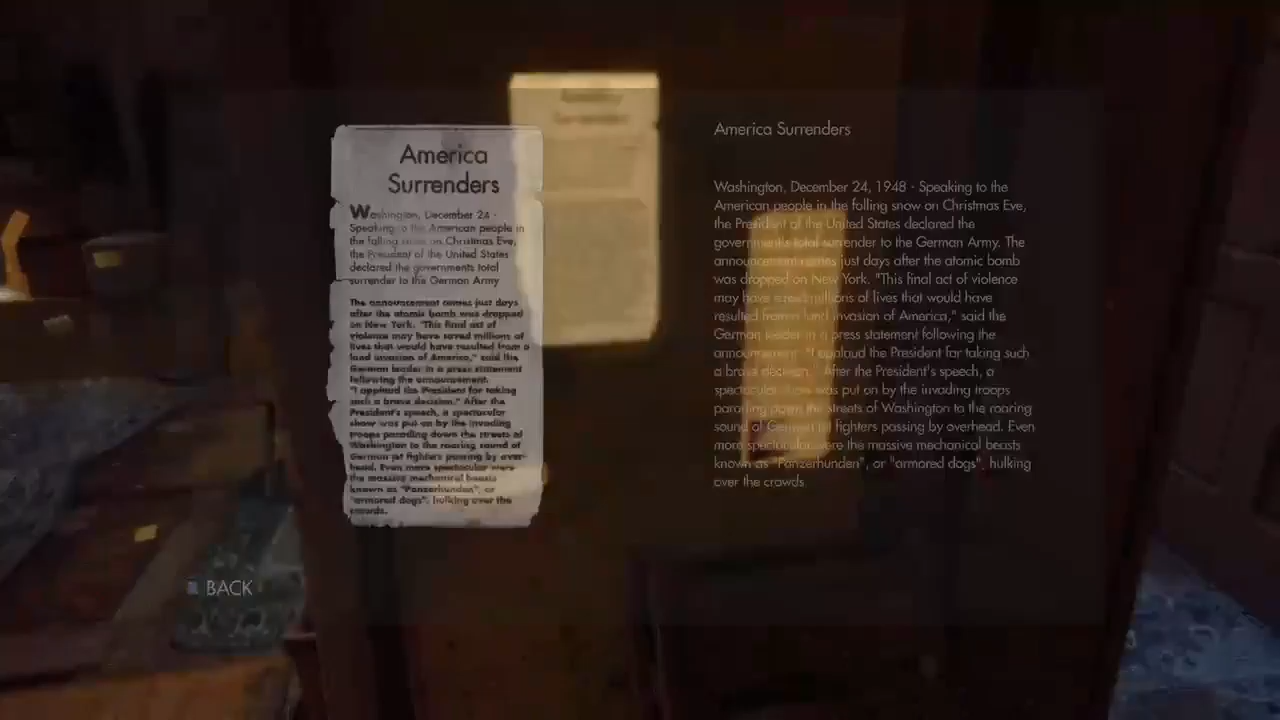 America
Surrenders
Washington, December 24 -
Speaking to the American people in
the falling snow on Christmas Eve,
the President of the United States
declared the governments total
surrender to the German Army
The announcement comes just days
after the atomic bomb was dropped
on New York. "This final act of
violence may have saved millions of
lives that would have resulted from a
land invasion of America," said the
German leader in a press statement
following the announcement.
"I applaud the President for taking
such a brave decision." After the
President's speech, a spectacular
show was put on by the invading
troops parading down the streets of
Washington to the roaring sound of
German jet fighters passing by over-
head. Even more spectacular were
the massive mechanical beasts
known as "Panzerhunden", or
"armored dogs", hulking over the
crowds.
America
Surrenders
America Surrenders
Washington, December 24, 1948 - Speaking to the
American people in the falling snow on Christmas Eve,
the President of the United States declared the
government's total surrender to the German Army. The
announcement comes just days after the atomic bomb
was dropped on New York. "This final act of violence
may have saved millions of lives that would have
resulted from a land invasion of America," said the
German leader in a press statement following the
announcement. "I applaud the President for taking such
a brave decision." After the President's speech, a
spectacular show was put on by the invading troops
parading down the streets of Washington to the roaring
sound of German jet fighters passing by overhead. Even
more spectacular were the massive mechanical beasts
known as "Panzerhunden", or "armored dogs", hulking
over the crowds.
BACK